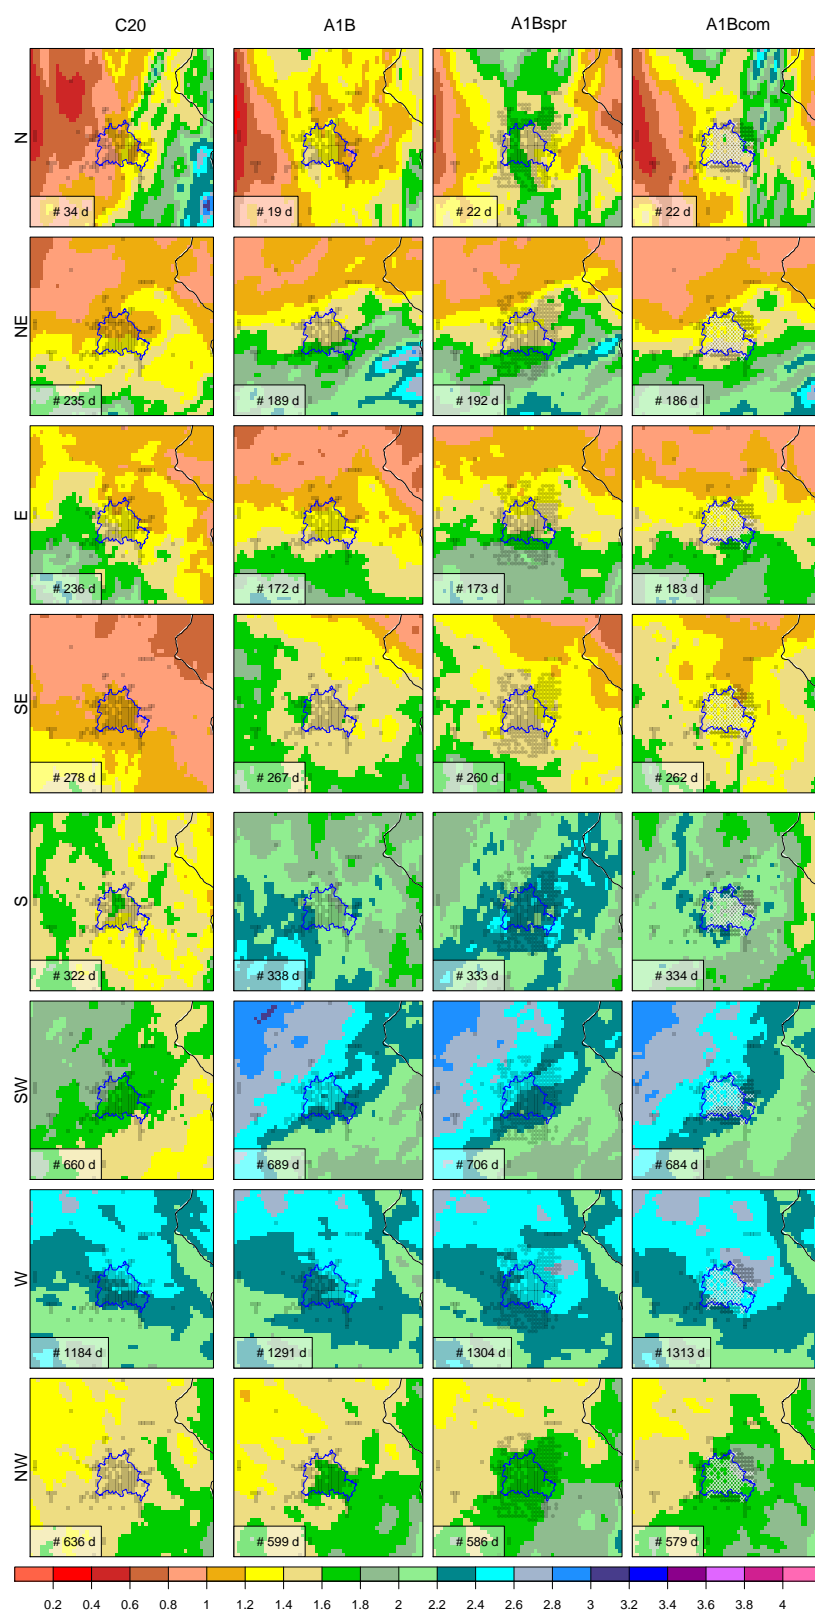 C20 A1B A1Bspr A1Bcom
N
# 34 d # 19 d # 22 d # 22 d
NE
# 235 d # 189 d # 192 d # 186 d
E
# 236 d # 172 d # 173 d # 183 d
SE
# 278 d # 267 d # 260 d # 262 d
S
# 322 d # 338 d # 333 d # 334 d
SW
# 660 d # 689 d # 706 d # 684 d
W
# 1184 d # 1291 d # 1304 d # 1313 d
NW
# 636 d # 599 d # 586 d # 579 d
0.2 0.4 0.6 0.8 1 1.2 1.4 1.6 1.8 2 2.2 2.4 2.6 2.8 3 3.2 3.4 3.6 3.8 4